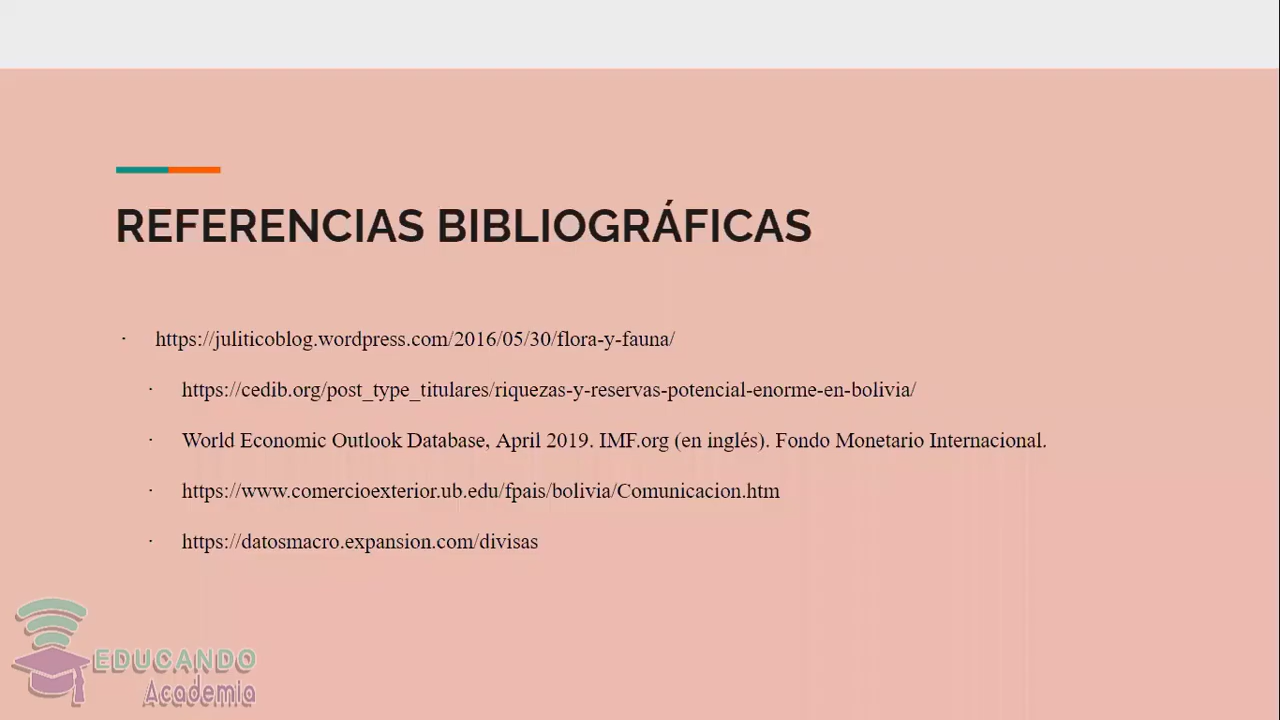 REFERENCIAS BIBLIOGRÁFICAS
· https://juliticoblog.wordpress.com/2016/05/30/flora-y-fauna/
· https://cedib.org/post_type_titulares/riquezas-y-reservas-potencial-enorme-en-bolivia/
· World Economic Outlook Database, April 2019. IMF.org (en inglés). Fondo Monetario Internacional.
· https://www.comercioexterior.ub.edu/fpais/bolivia/Comunicacion.htm
· https://datosmacro.expansion.com/divisas
EDUCANDO
Academia